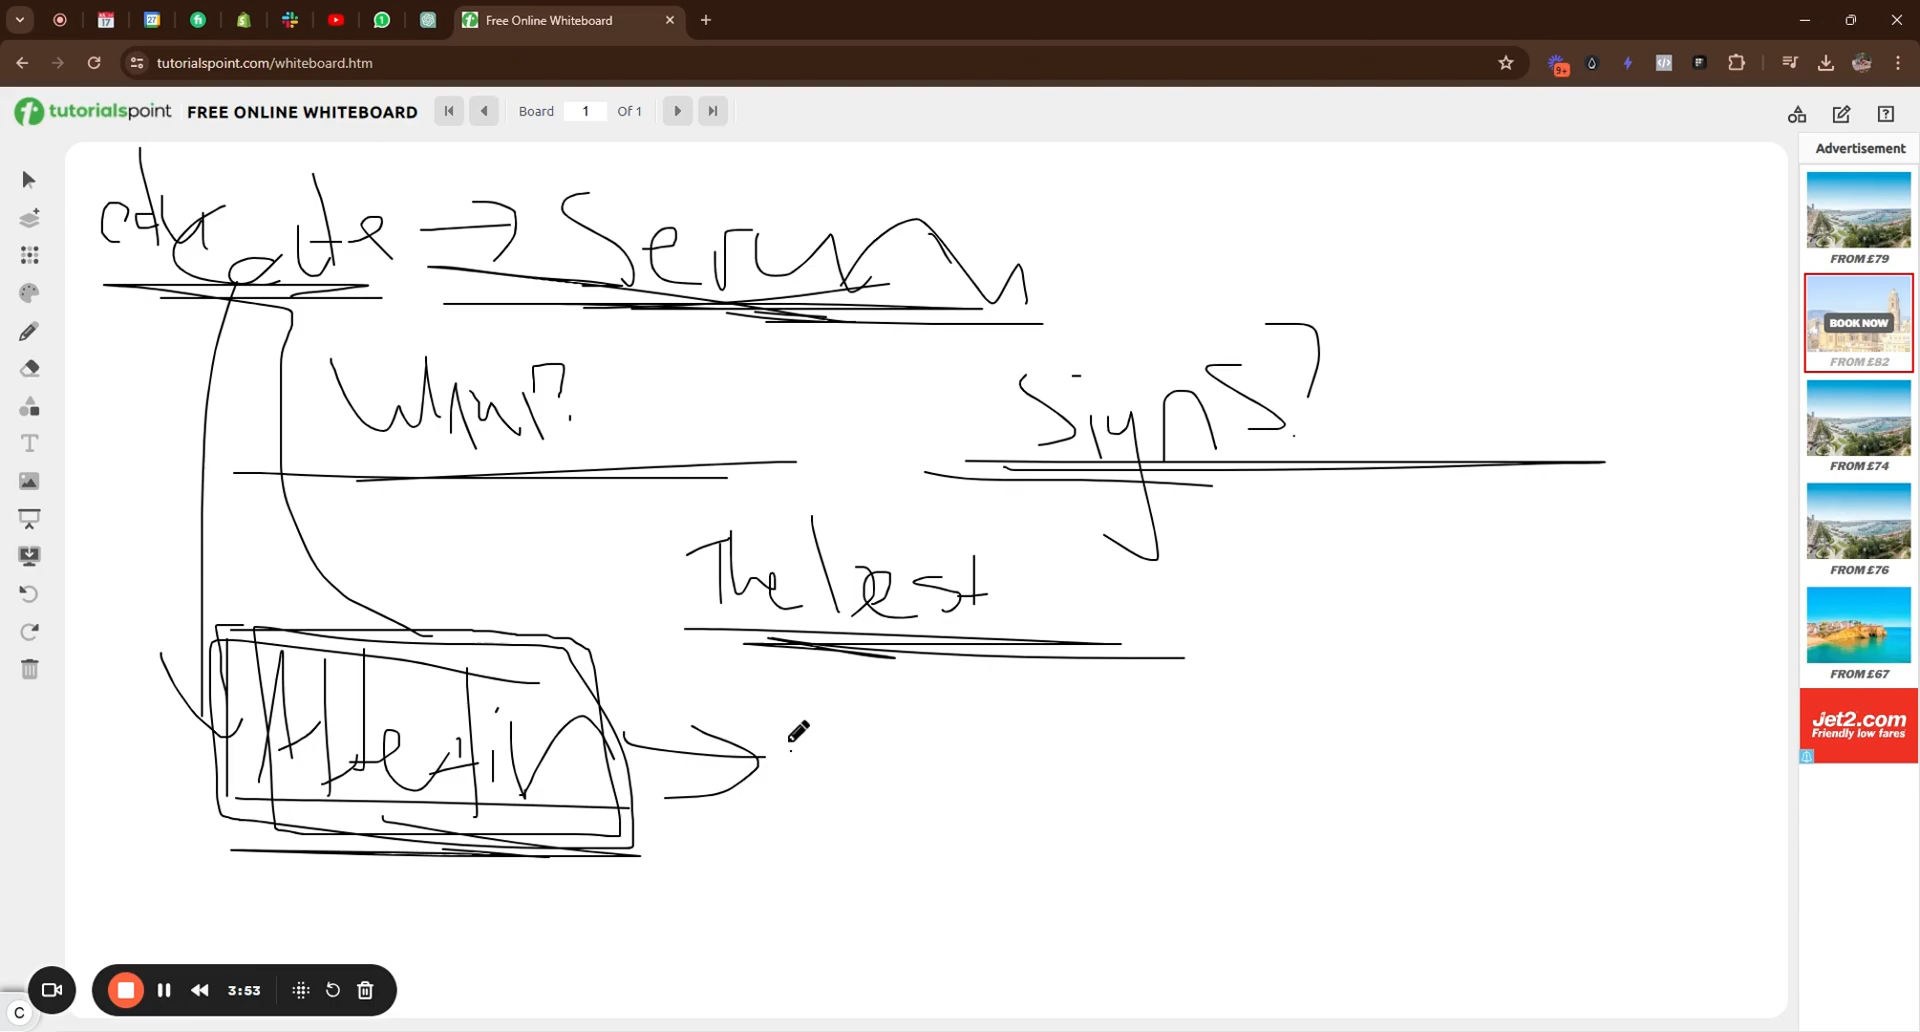 Free Online Whiteboard
tutorialspoint.com/whiteboard.htm
9+
tutorialspoint FREE ONLINE WHITEBOARD Board 1 Of 1
Advertisement
educate → Serum
FROM £79
BOOK NOW
FROM £82
Signs?
FROM £74
The best
FROM £76
FROM £67
Jet2.com
Friendly low fares
3:53
C